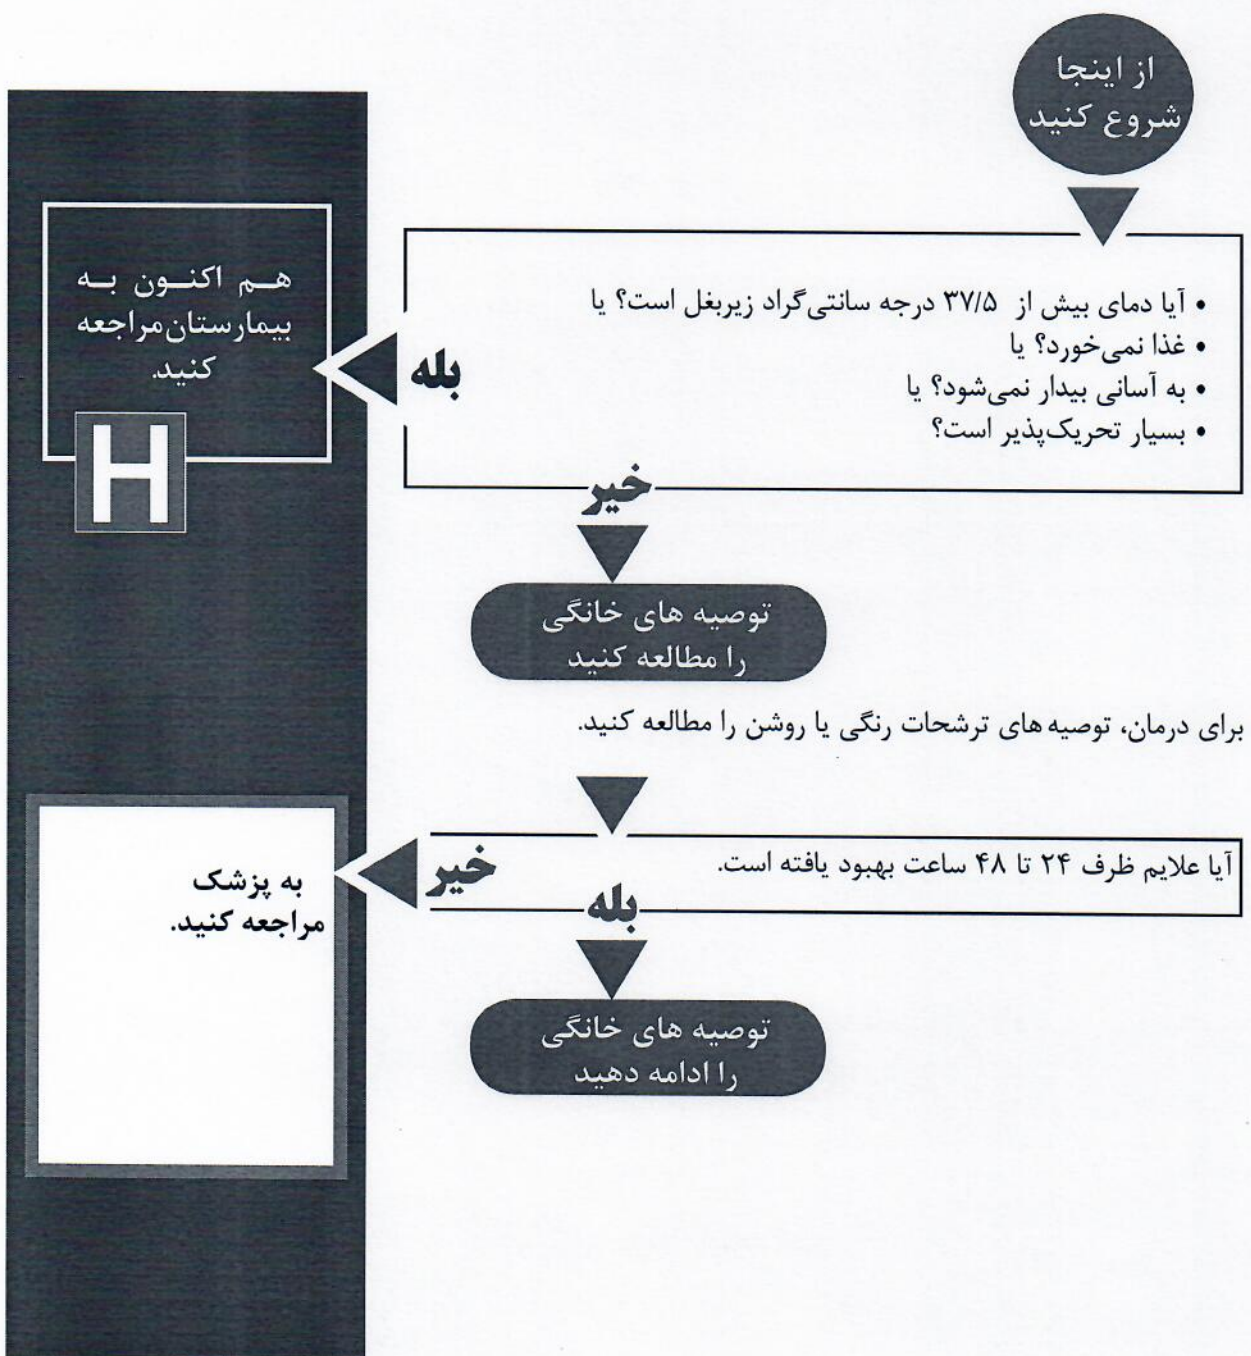 از اینجا
شروع کنید
• آیا دمای بیش از ۳۷/۵ درجه سانتی‌گراد زیربغل است؟ یا
• غذا نمی‌خورد؟ یا
• به آسانی بیدار نمی‌شود؟ یا
• بسیار تحریک‌پذیر است؟
بله
هم اکنون به
بیمارستان مراجعه
کنید.
H
خیر
توصیه های خانگی
را مطالعه کنید
برای درمان، توصیه های ترشحات رنگی یا روشن را مطالعه کنید.
آیا علایم ظرف ۲۴ تا ۴۸ ساعت بهبود یافته است.
خیر
به پزشک
مراجعه کنید.
بله
توصیه های خانگی
را ادامه دهید